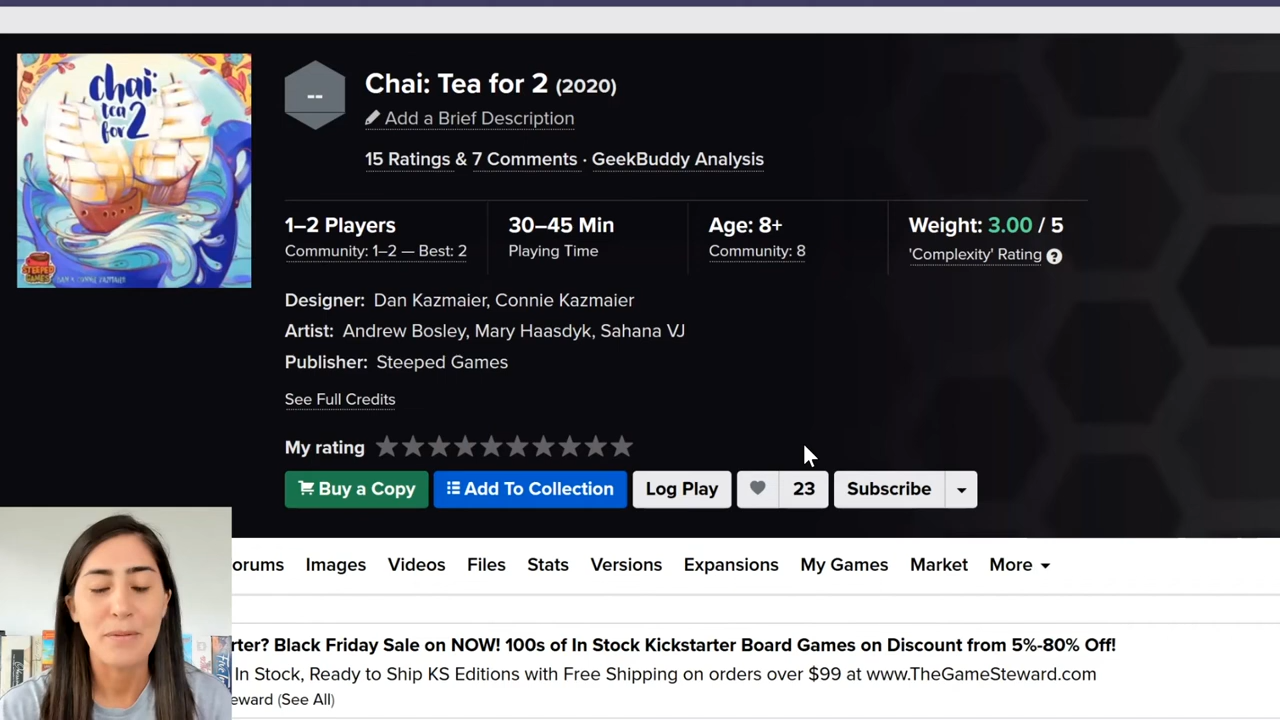 chai:
tea
for 2
STEEPED
GAMES
--
Chai: Tea for 2 (2020)
Add a Brief Description
15 Ratings & 7 Comments · GeekBuddy Analysis
1–2 Players
Community: 1–2 — Best: 2
30–45 Min
Playing Time
Age: 8+
Community: 8
Weight: 3.00 / 5
'Complexity' Rating ?
Designer: Dan Kazmaier, Connie Kazmaier
Artist: Andrew Bosley, Mary Haasdyk, Sahana VJ
Publisher: Steeped Games
See Full Credits
My rating
Buy a Copy Add To Collection Log Play 23 Subscribe
orums Images Videos Files Stats Versions Expansions My Games Market More
rter? Black Friday Sale on NOW! 100s of In Stock Kickstarter Board Games on Discount from 5%-80% Off!
In Stock, Ready to Ship KS Editions with Free Shipping on orders over $99 at www.TheGameSteward.com
eward (See All)